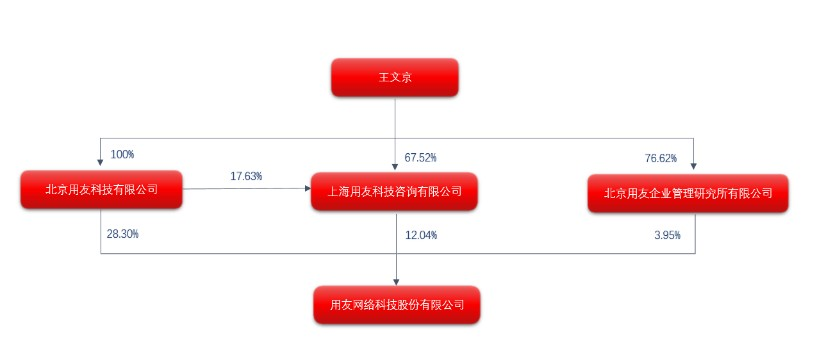 王文京
100%
67.52%
76.62%
北京用友科技有限公司
17.63%
上海用友科技咨询有限公司
北京用友企业管理研究所有限公司
28.30%
12.04%
3.95%
用友网络科技股份有限公司